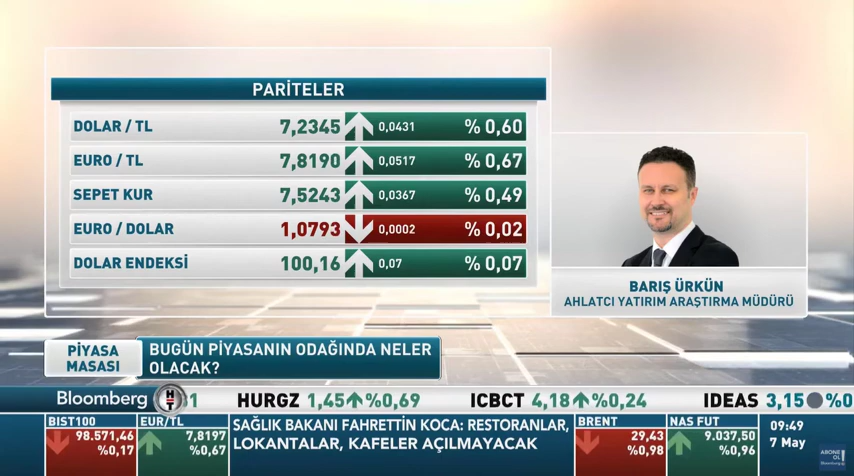 PARİTELER
DOLAR / TL 7,2345 0,0431 % 0,60
EURO / TL 7,8190 0,0517 % 0,67
SEPET KUR 7,5243 0,0367 % 0,49
EURO / DOLAR 1,0793 0,0002 % 0,02
DOLAR ENDEKSİ 100,16 0,07 % 0,07
BARIŞ ÜRKÜN
AHLATCI YATIRIM ARAŞTIRMA MÜDÜRÜ
PİYASA
MASASI
BUGÜN PİYASANIN ODAĞINDA NELER
OLACAK?
Bloomberg HT 31 HURGZ 1,45 %0,69 ICBCT 4,18 %0,24 IDEAS 3,15 %0
BIST100
98.571,46
%0,17
EUR/TL
7,8197
%0,67
SAĞLIK BAKANI FAHRETTİN KOCA: RESTORANLAR,
LOKANTALAR, KAFELER AÇILMAYACAK
BRENT
29,43
%0,98
NAS FUT
9.037,50
%0,96
09:49
7 May
ABONE
OL